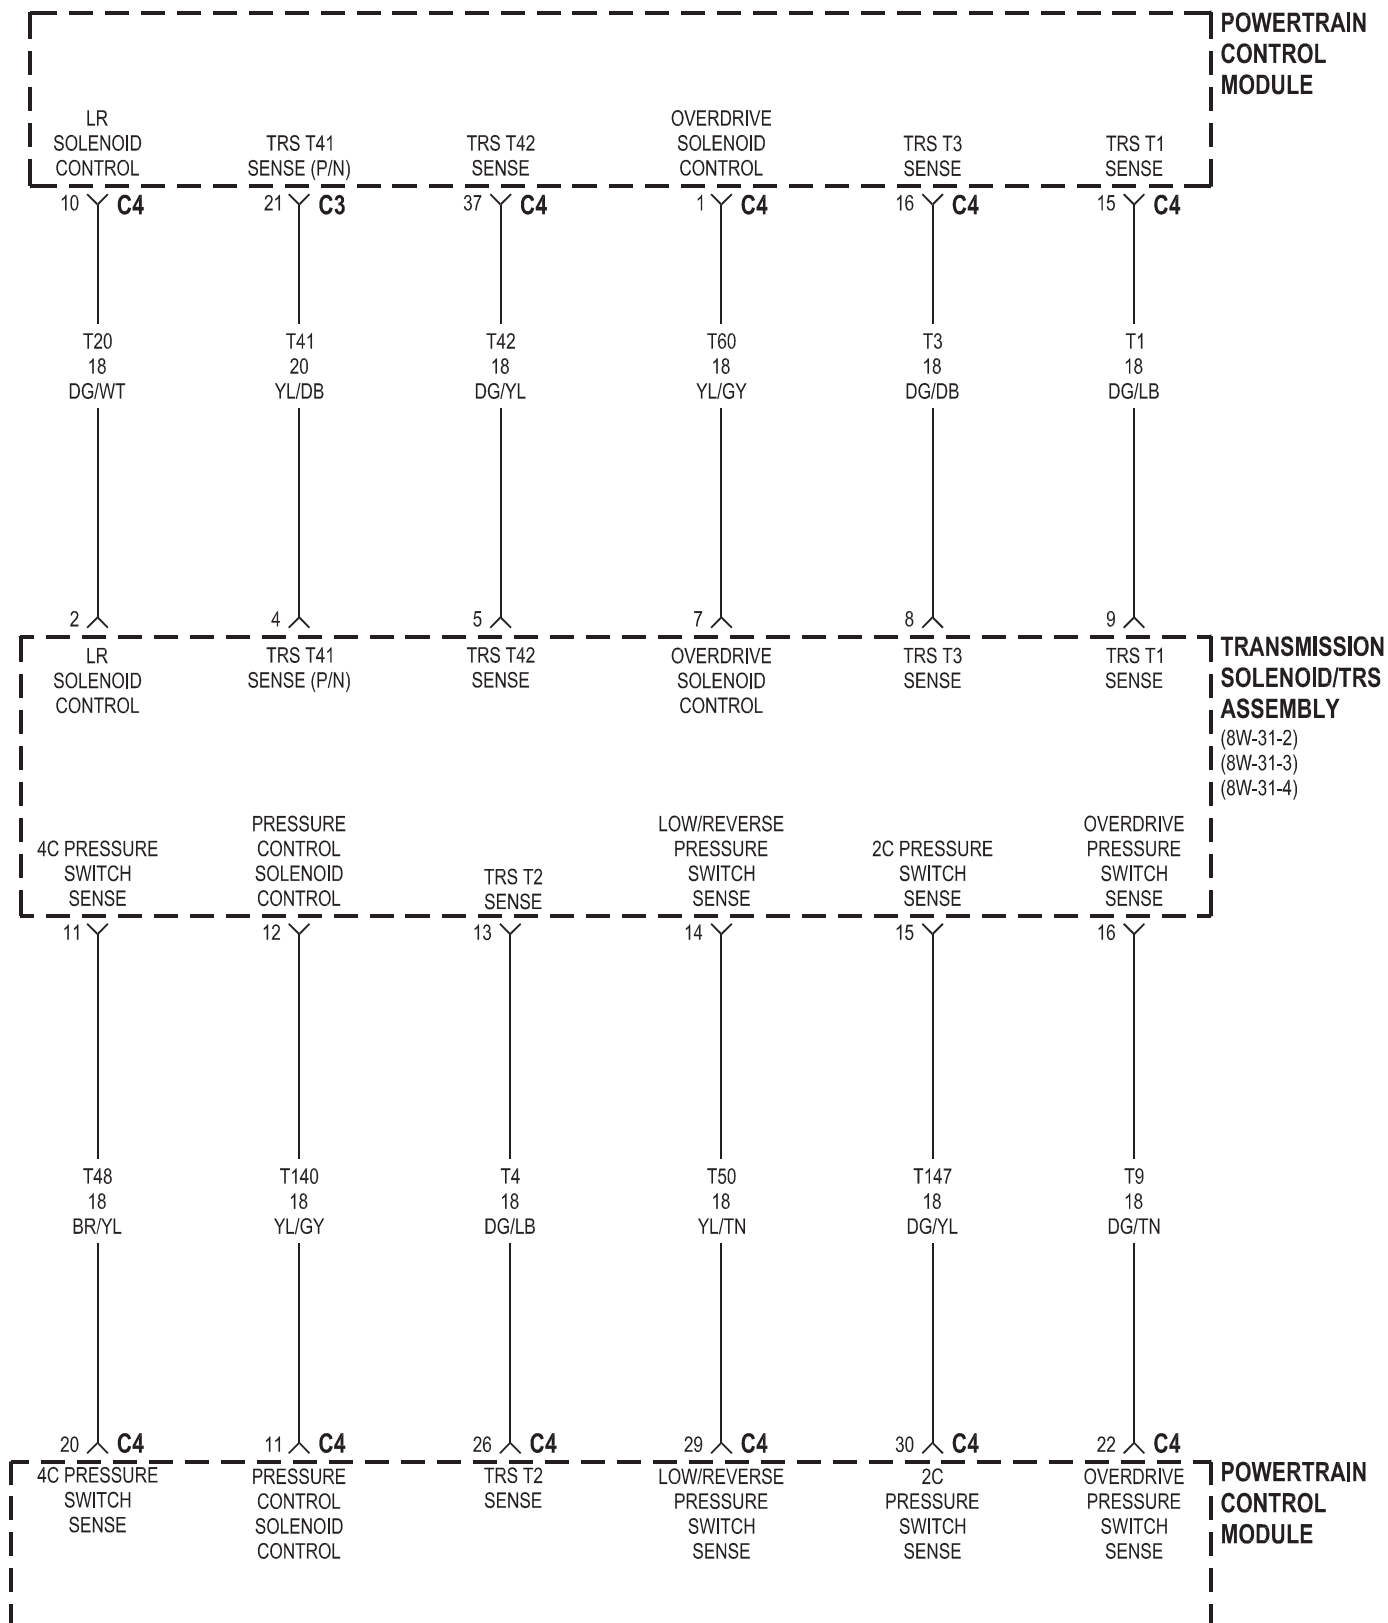 POWERTRAIN
CONTROL
MODULE
LR
SOLENOID
CONTROL
TRS T41
SENSE (P/N)
TRS T42
SENSE
OVERDRIVE
SOLENOID
CONTROL
TRS T3
SENSE
TRS T1
SENSE
10 C4
21 C3
37 C4
1 C4
16 C4
15 C4
T20
18
DG/WT
T41
20
YL/DB
T42
18
DG/YL
T60
18
YL/GY
T3
18
DG/DB
T1
18
DG/LB
2
4
5
7
8
9
TRANSMISSION
SOLENOID/TRS
ASSEMBLY
(8W-31-2)
(8W-31-3)
(8W-31-4)
LR
SOLENOID
CONTROL
TRS T41
SENSE (P/N)
TRS T42
SENSE
OVERDRIVE
SOLENOID
CONTROL
TRS T3
SENSE
TRS T1
SENSE
4C PRESSURE
SWITCH
SENSE
PRESSURE
CONTROL
SOLENOID
CONTROL
TRS T2
SENSE
LOW/REVERSE
PRESSURE
SWITCH
SENSE
2C PRESSURE
SWITCH
SENSE
OVERDRIVE
PRESSURE
SWITCH
SENSE
11
12
13
14
15
16
T48
18
BR/YL
T140
18
YL/GY
T4
18
DG/LB
T50
18
YL/TN
T147
18
DG/YL
T9
18
DG/TN
20 C4
11 C4
26 C4
29 C4
30 C4
22 C4
4C PRESSURE
SWITCH
SENSE
PRESSURE
CONTROL
SOLENOID
CONTROL
TRS T2
SENSE
LOW/REVERSE
PRESSURE
SWITCH
SENSE
2C
PRESSURE
SWITCH
SENSE
OVERDRIVE
PRESSURE
SWITCH
SENSE
POWERTRAIN
CONTROL
MODULE